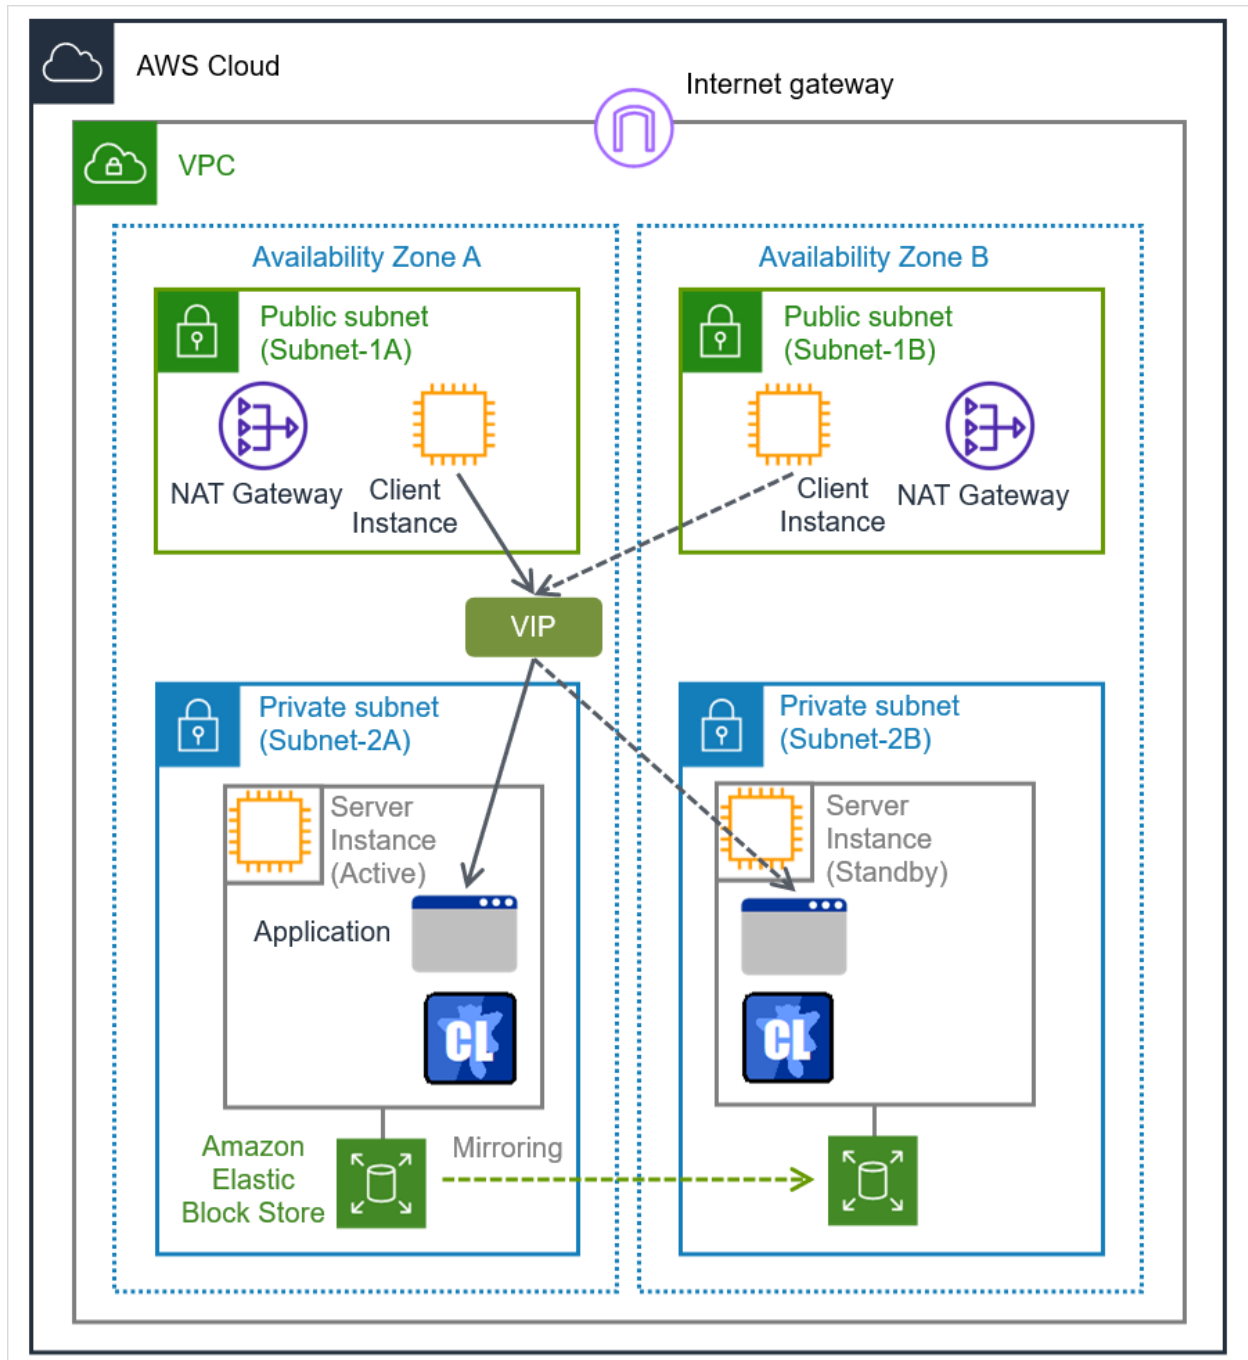 AWS Cloud
Internet gateway
VPC
Availability Zone A
Availability Zone B
Public subnet
(Subnet-1A)
Public subnet
(Subnet-1B)
NAT Gateway
Client
Instance
Client
Instance
NAT Gateway
VIP
Private subnet
(Subnet-2A)
Private subnet
(Subnet-2B)
Server
Instance
(Active)
Server
Instance
(Standby)
Application
CL
CL
Amazon
Elastic
Block Store
Mirroring